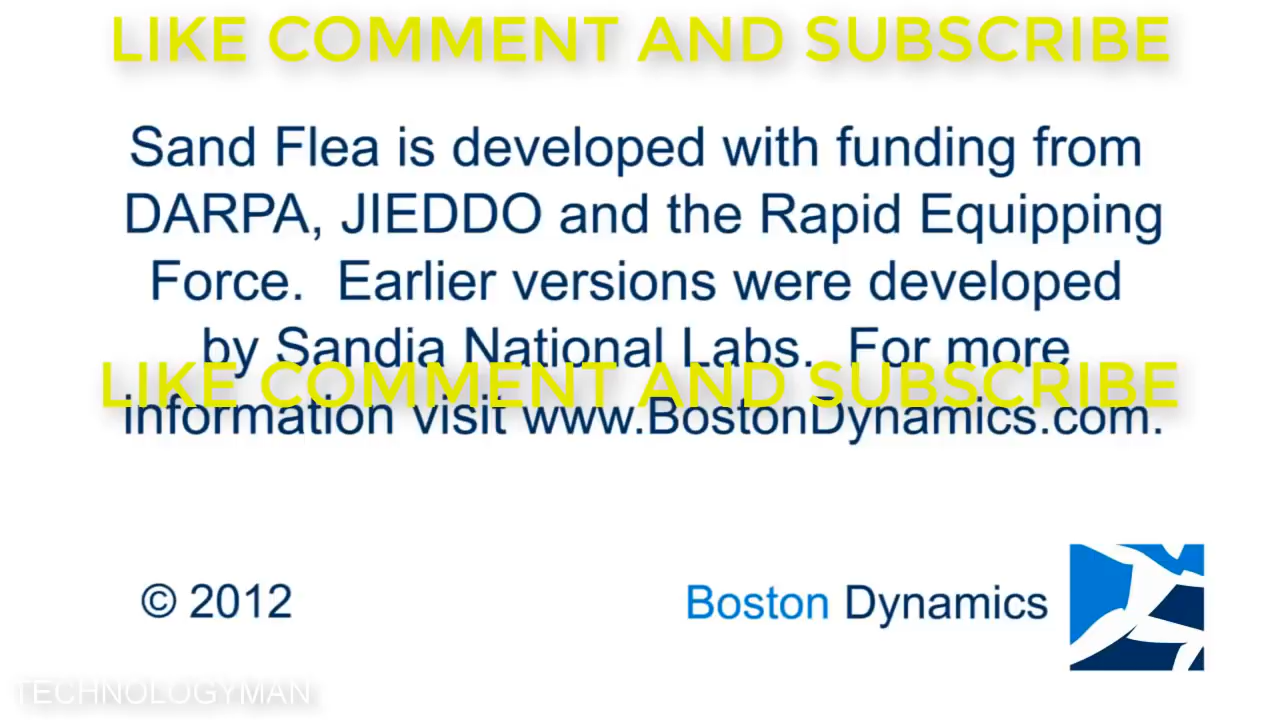 LIKE COMMENT AND SUBSCRIBE
Sand Flea is developed with funding from
DARPA, JIEDDO and the Rapid Equipping
Force.  Earlier versions were developed
by Sandia National Labs.  For more
LIKE COMMENT AND SUBSCRIBE
information visit www.BostonDynamics.com.
© 2012
Boston Dynamics
TECHNOLOGYMAN